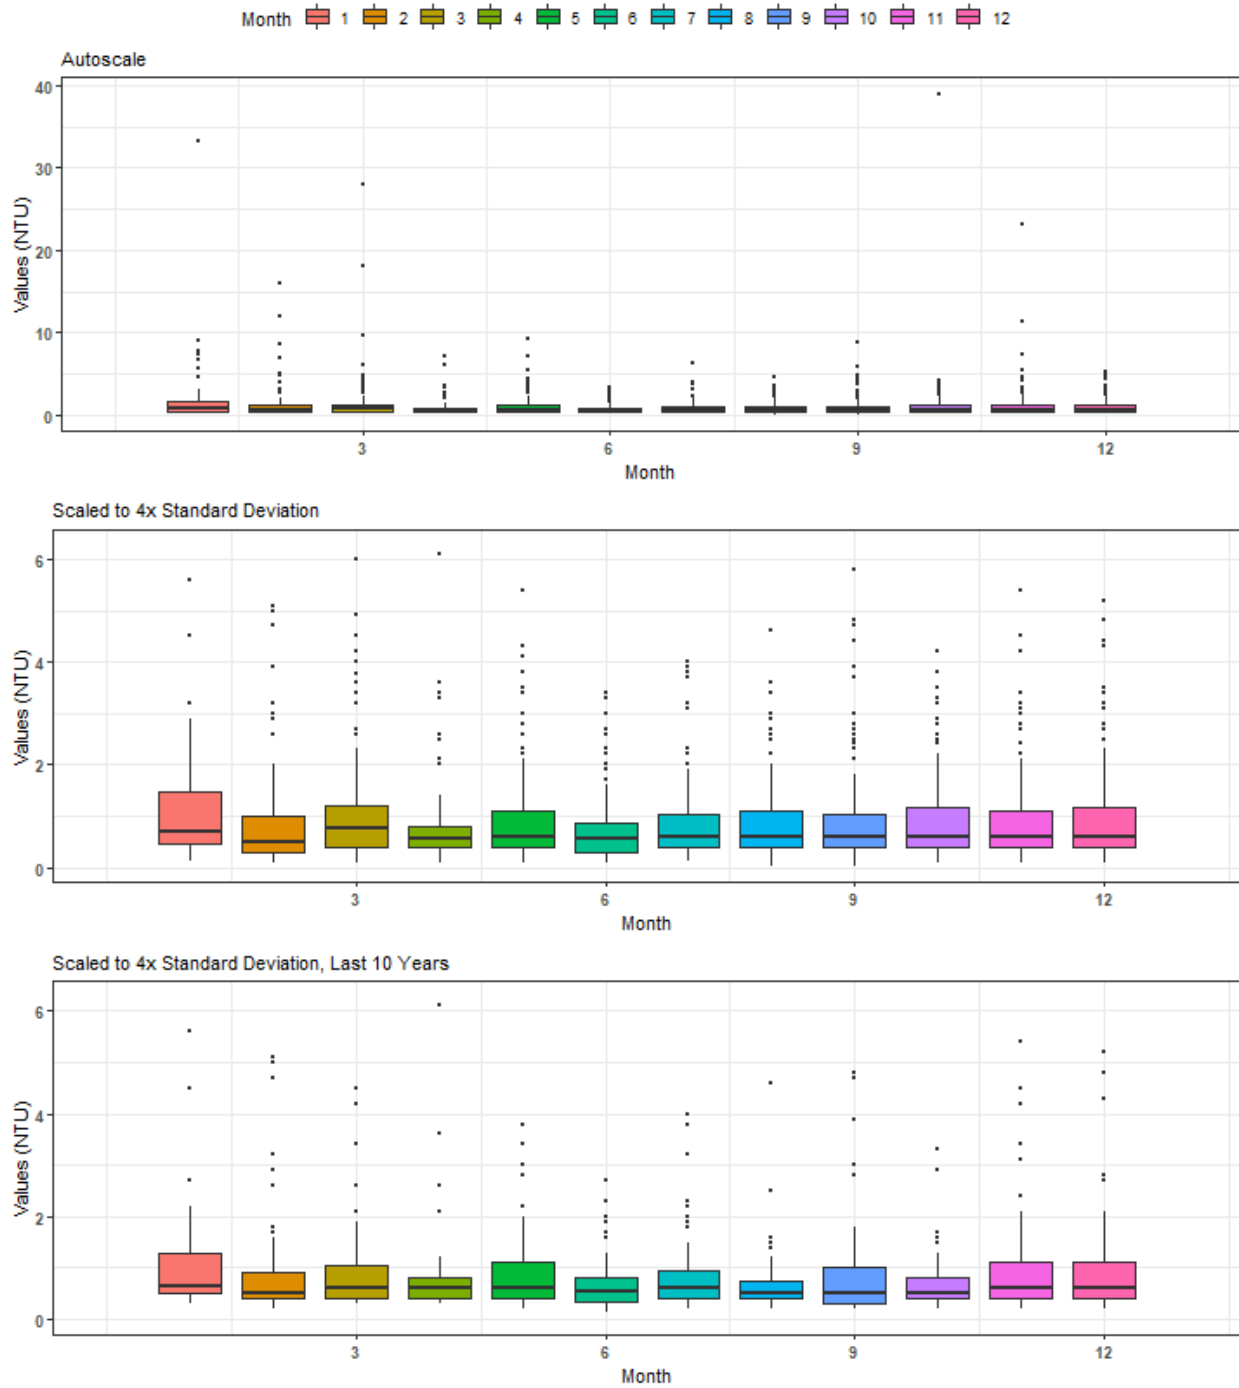 Month 1 2 3 4 5 6 7 8 9 10 11 12
Autoscale
40
30
20
10
0
Values (NTU)
3 6 9 12
Month
Scaled to 4x Standard Deviation
6
4
2
0
Values (NTU)
3 6 9 12
Month
Scaled to 4x Standard Deviation, Last 10 Years
6
4
2
0
Values (NTU)
3 6 9 12
Month